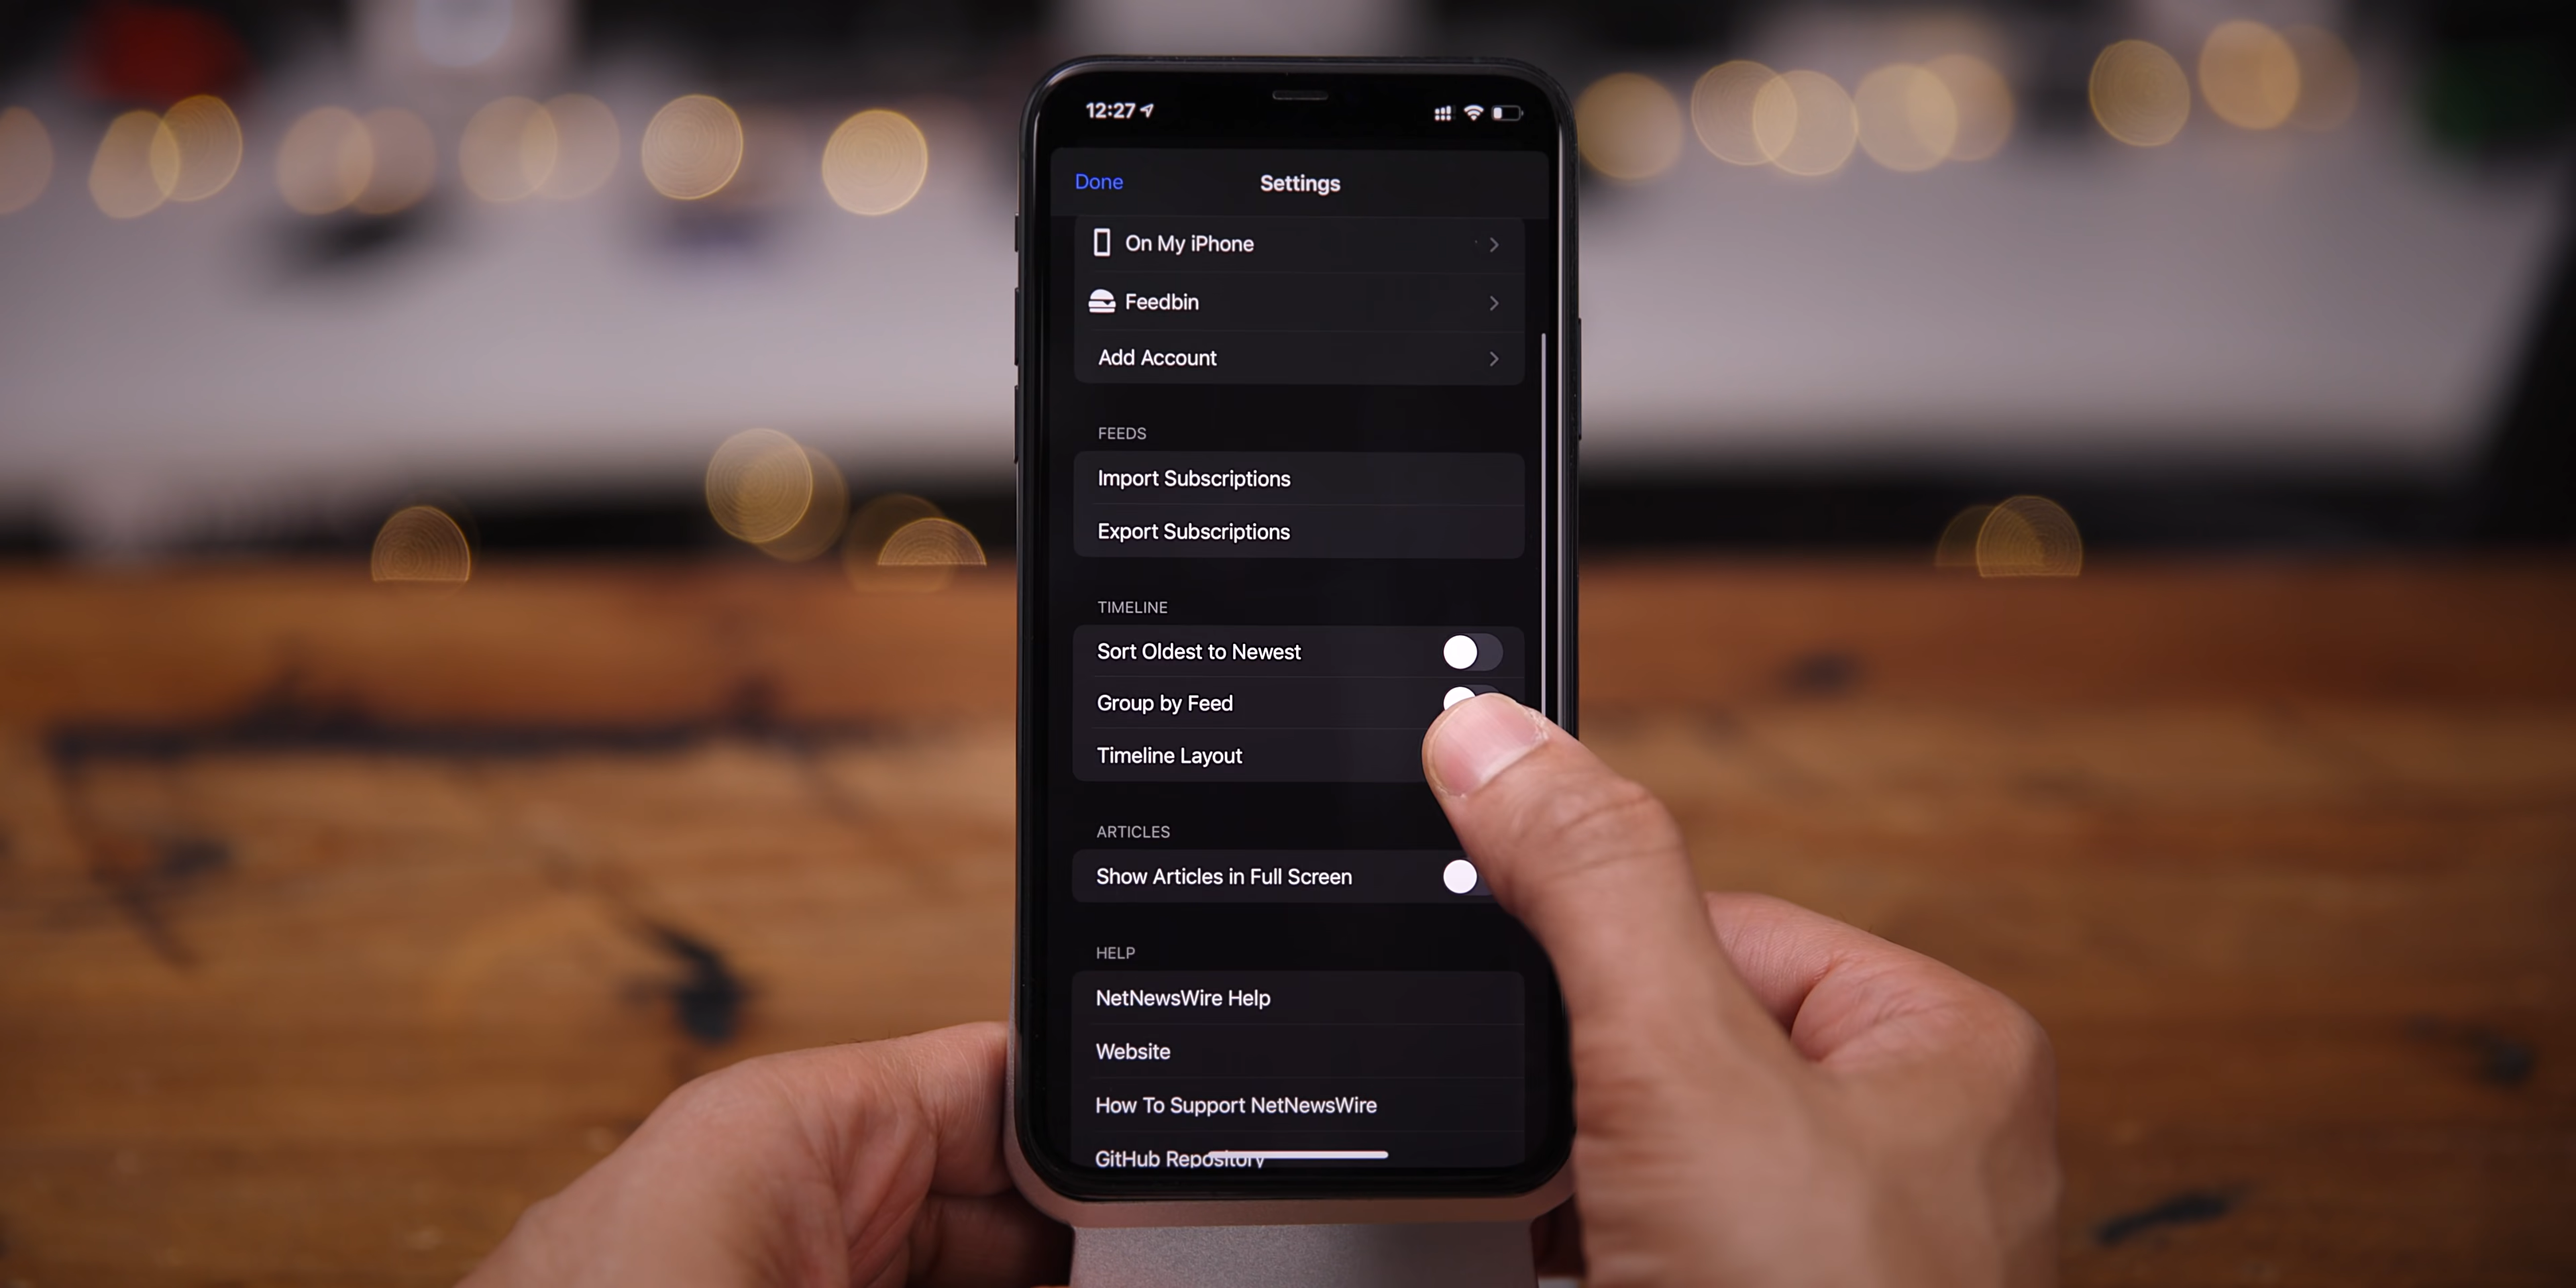 12:27
Done
Settings
On My iPhone
Feedbin
Add Account
FEEDS
Import Subscriptions
Export Subscriptions
TIMELINE
Sort Oldest to Newest
Group by Feed
Timeline Layout
ARTICLES
Show Articles in Full Screen
HELP
NetNewsWire Help
Website
How To Support NetNewsWire
GitHub Repository